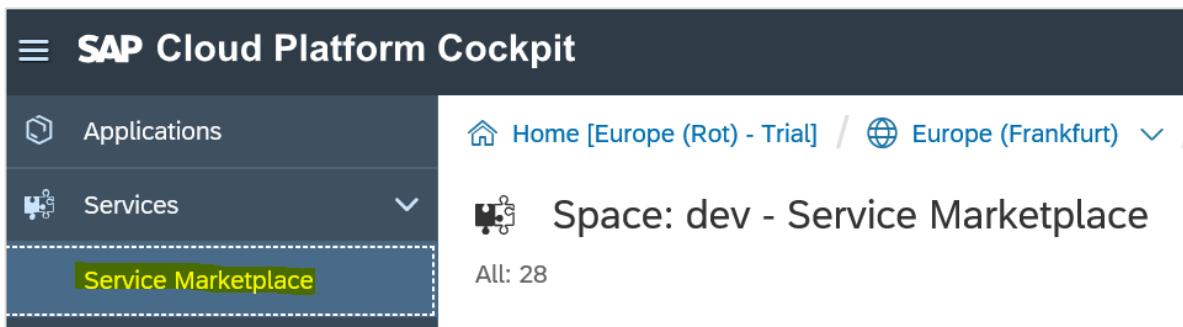 SAP Cloud Platform Cockpit
Applications
Services
Service Marketplace
Home [Europe (Rot) - Trial] / Europe (Frankfurt)
Space: dev - Service Marketplace
All: 28